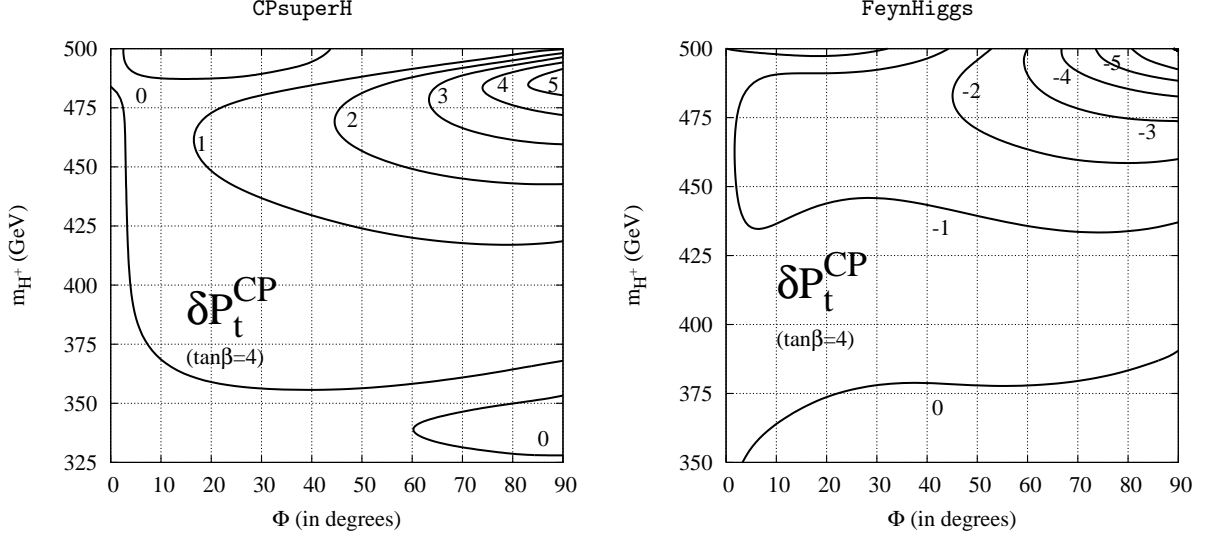 CPsuperH
500
475
450
425
400
375
350
325
m_H+ (GeV)
0
1
2
3
4
5
δP_t^CP
(tanβ=4)
0
0 10 20 30 40 50 60 70 80 90
Φ (in degrees)
FeynHiggs
500
475
450
425
400
375
350
m_H+ (GeV)
-5
-4
-2
-3
-1
δP_t^CP
(tanβ=4)
0
0 10 20 30 40 50 60 70 80 90
Φ (in degrees)